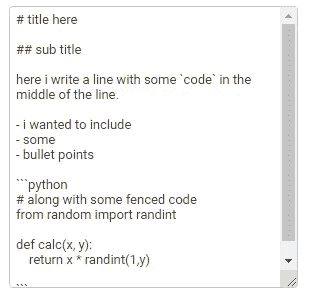 # title here

## sub title

here i write a line with some `code` in the
middle of the line.

- i wanted to include
- some
- bullet points

```python
# along with some fenced code
from random import randint

def calc(x, y):
    return x * randint(1,y)

```